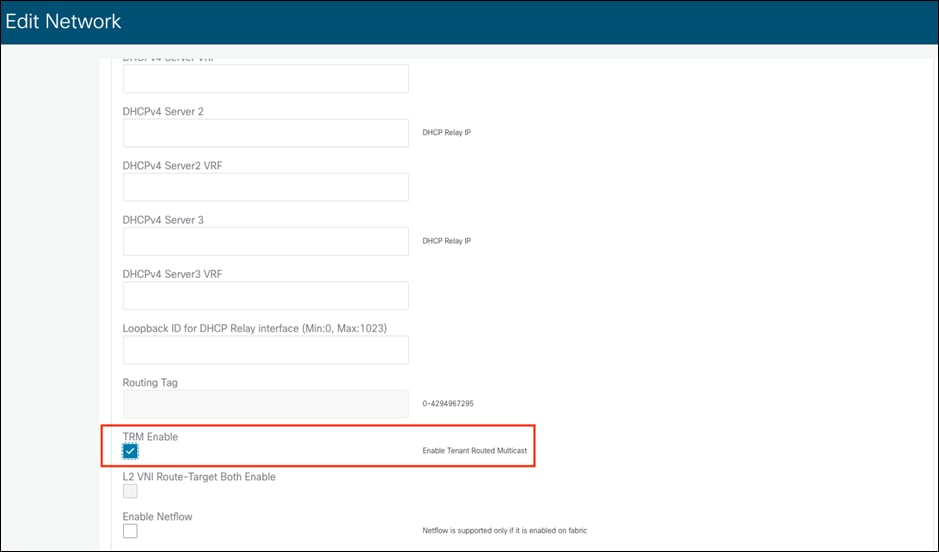 Edit Network
DHCPv4 Server VRF
DHCPv4 Server 2
DHCP Relay IP
DHCPv4 Server2 VRF
DHCPv4 Server 3
DHCP Relay IP
DHCPv4 Server3 VRF
Loopback ID for DHCP Relay interface (Min:0, Max:1023)
Routing Tag
0-4294967295
TRM Enable
Enable Tenant Routed Multicast
L2 VNI Route-Target Both Enable
Enable Netflow
Netflow is supported only if it is enabled on fabric